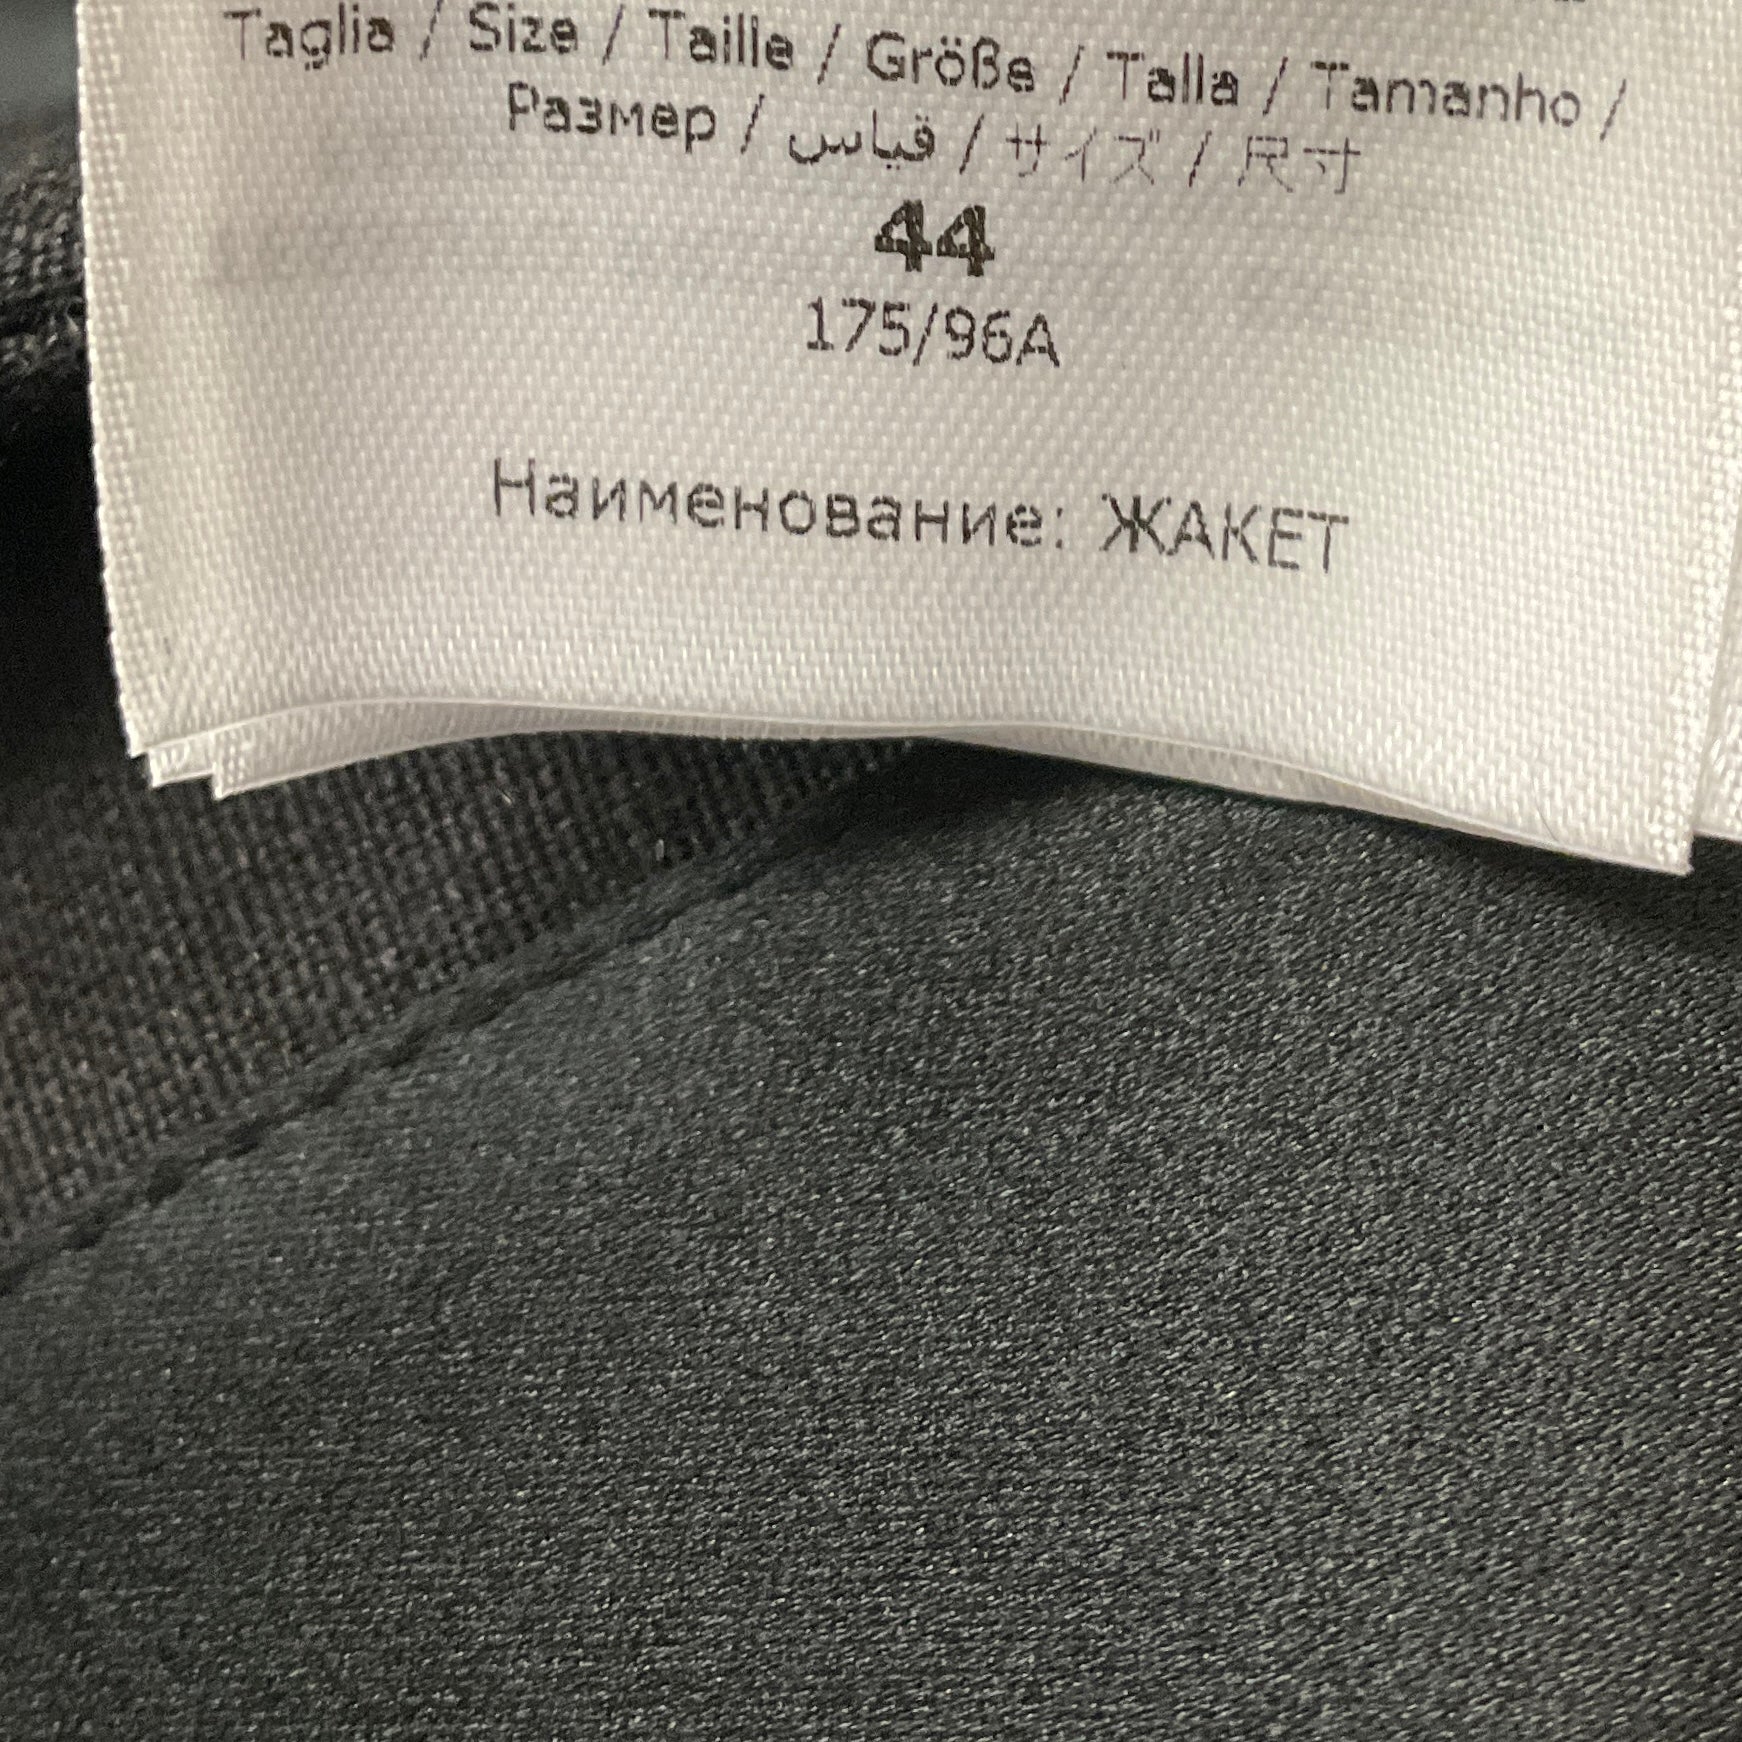 Taglia / Size / Taille / Größe / Talla / Tamanho /
Размер / قياس / サイズ / 尺寸
44
175/96A
Наименование: ЖАКЕТ